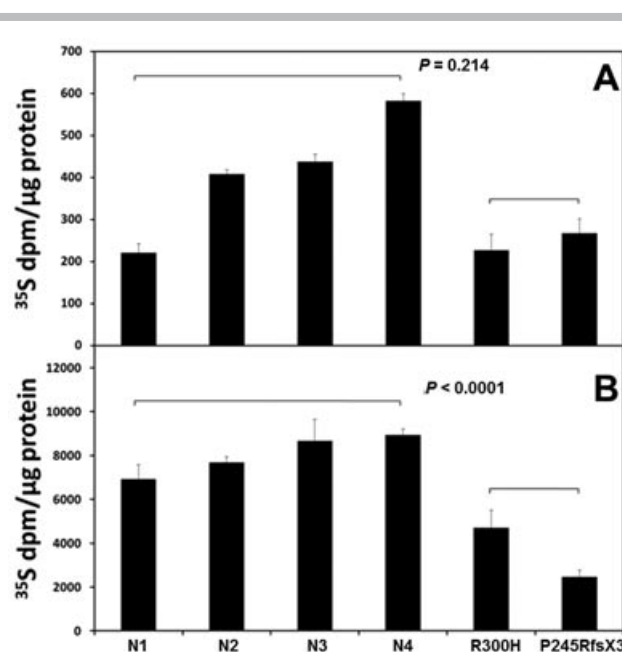 700
P = 0.214
A
600
500
400
300
200
100
0
³⁵S dpm/µg protein
12000
P < 0.0001
B
10000
8000
6000
4000
2000
0
³⁵S dpm/µg protein
N1 N2 N3 N4 R300H P245RfsX3